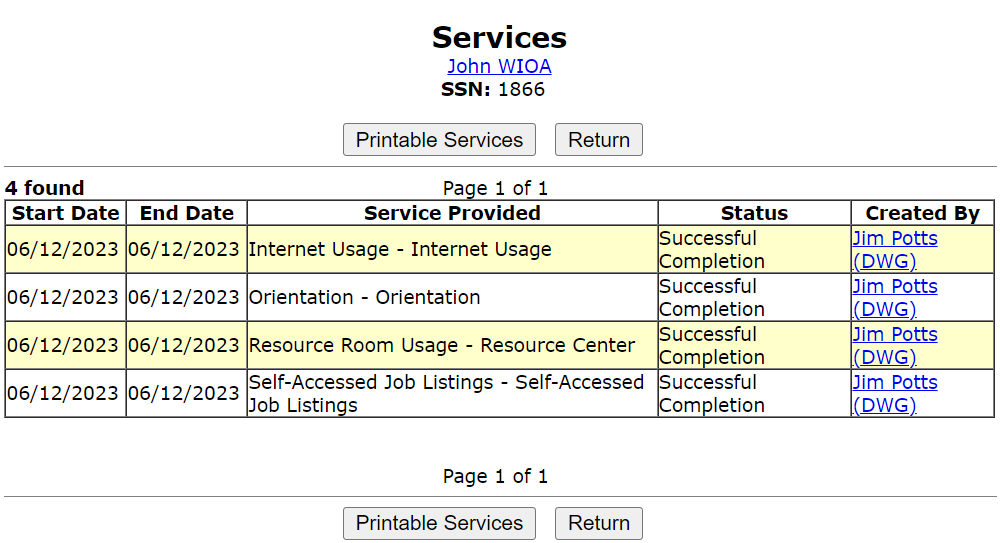 Services
John WIOA
SSN: 1866
Printable Services Return
4 found Page 1 of 1
Start Date End Date Service Provided Status Created By
06/12/2023 06/12/2023 Internet Usage - Internet Usage Successful Completion Jim Potts (DWG)
06/12/2023 06/12/2023 Orientation - Orientation Successful Completion Jim Potts (DWG)
06/12/2023 06/12/2023 Resource Room Usage - Resource Center Successful Completion Jim Potts (DWG)
06/12/2023 06/12/2023 Self-Accessed Job Listings - Self-Accessed Job Listings Successful Completion Jim Potts (DWG)
Page 1 of 1
Printable Services Return